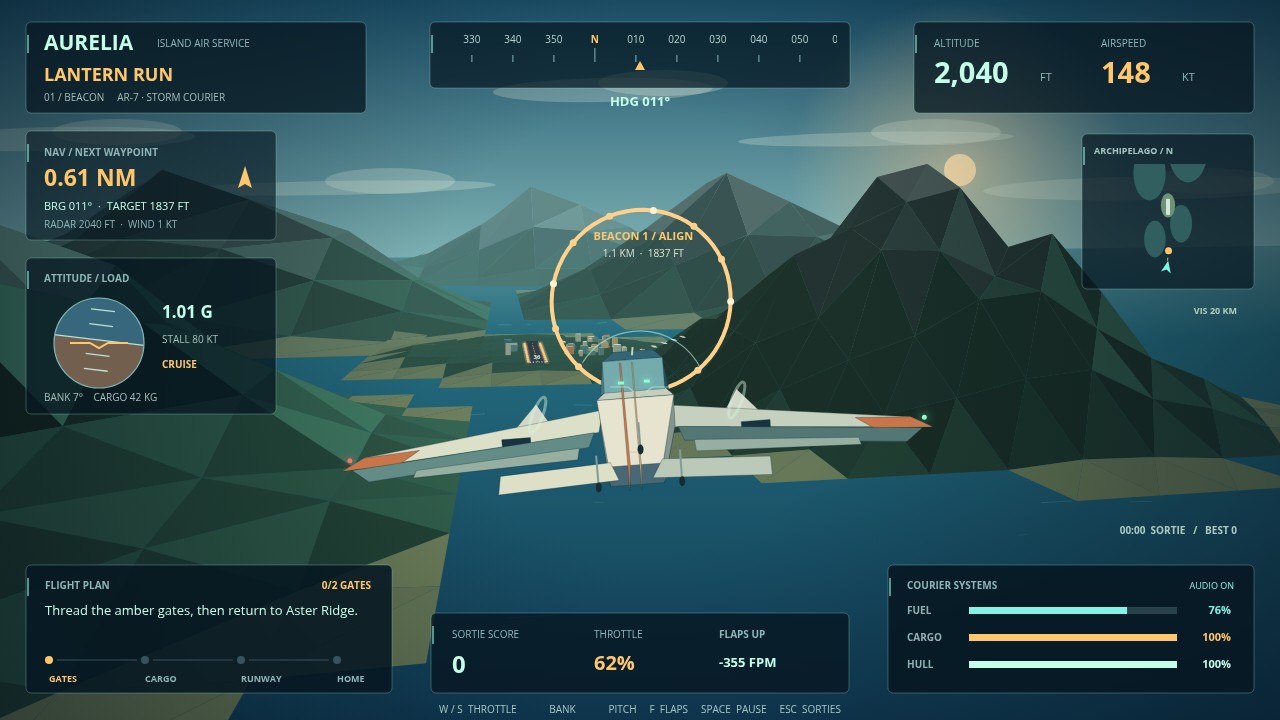 AURELIA ISLAND AIR SERVICE
LANTERN RUN
01 / BEACON AR-7 · STORM COURIER
330 340 350 N 010 020 030 040 050 0
HDG 011°
ALTITUDE AIRSPEED
2,040 FT 148 KT
NAV / NEXT WAYPOINT
0.61 NM
BRG 011° · TARGET 1837 FT
RADAR 2040 FT · WIND 1 KT
ARCHIPELAGO / N
VIS 20 KM
BEACON 1 / ALIGN
1.1 KM · 1837 FT
ATTITUDE / LOAD
1.01 G
STALL 80 KT
CRUISE
BANK 7° CARGO 42 KG
36
00:00 SORTIE / BEST 0
FLIGHT PLAN 0/2 GATES
Thread the amber gates, then return to Aster Ridge.
GATES CARGO RUNWAY HOME
SORTIE SCORE THROTTLE FLAPS UP
0 62% -355 FPM
COURIER SYSTEMS AUDIO ON
FUEL 76%
CARGO 100%
HULL 100%
W / S THROTTLE BANK PITCH F FLAPS SPACE PAUSE ESC SORTIES